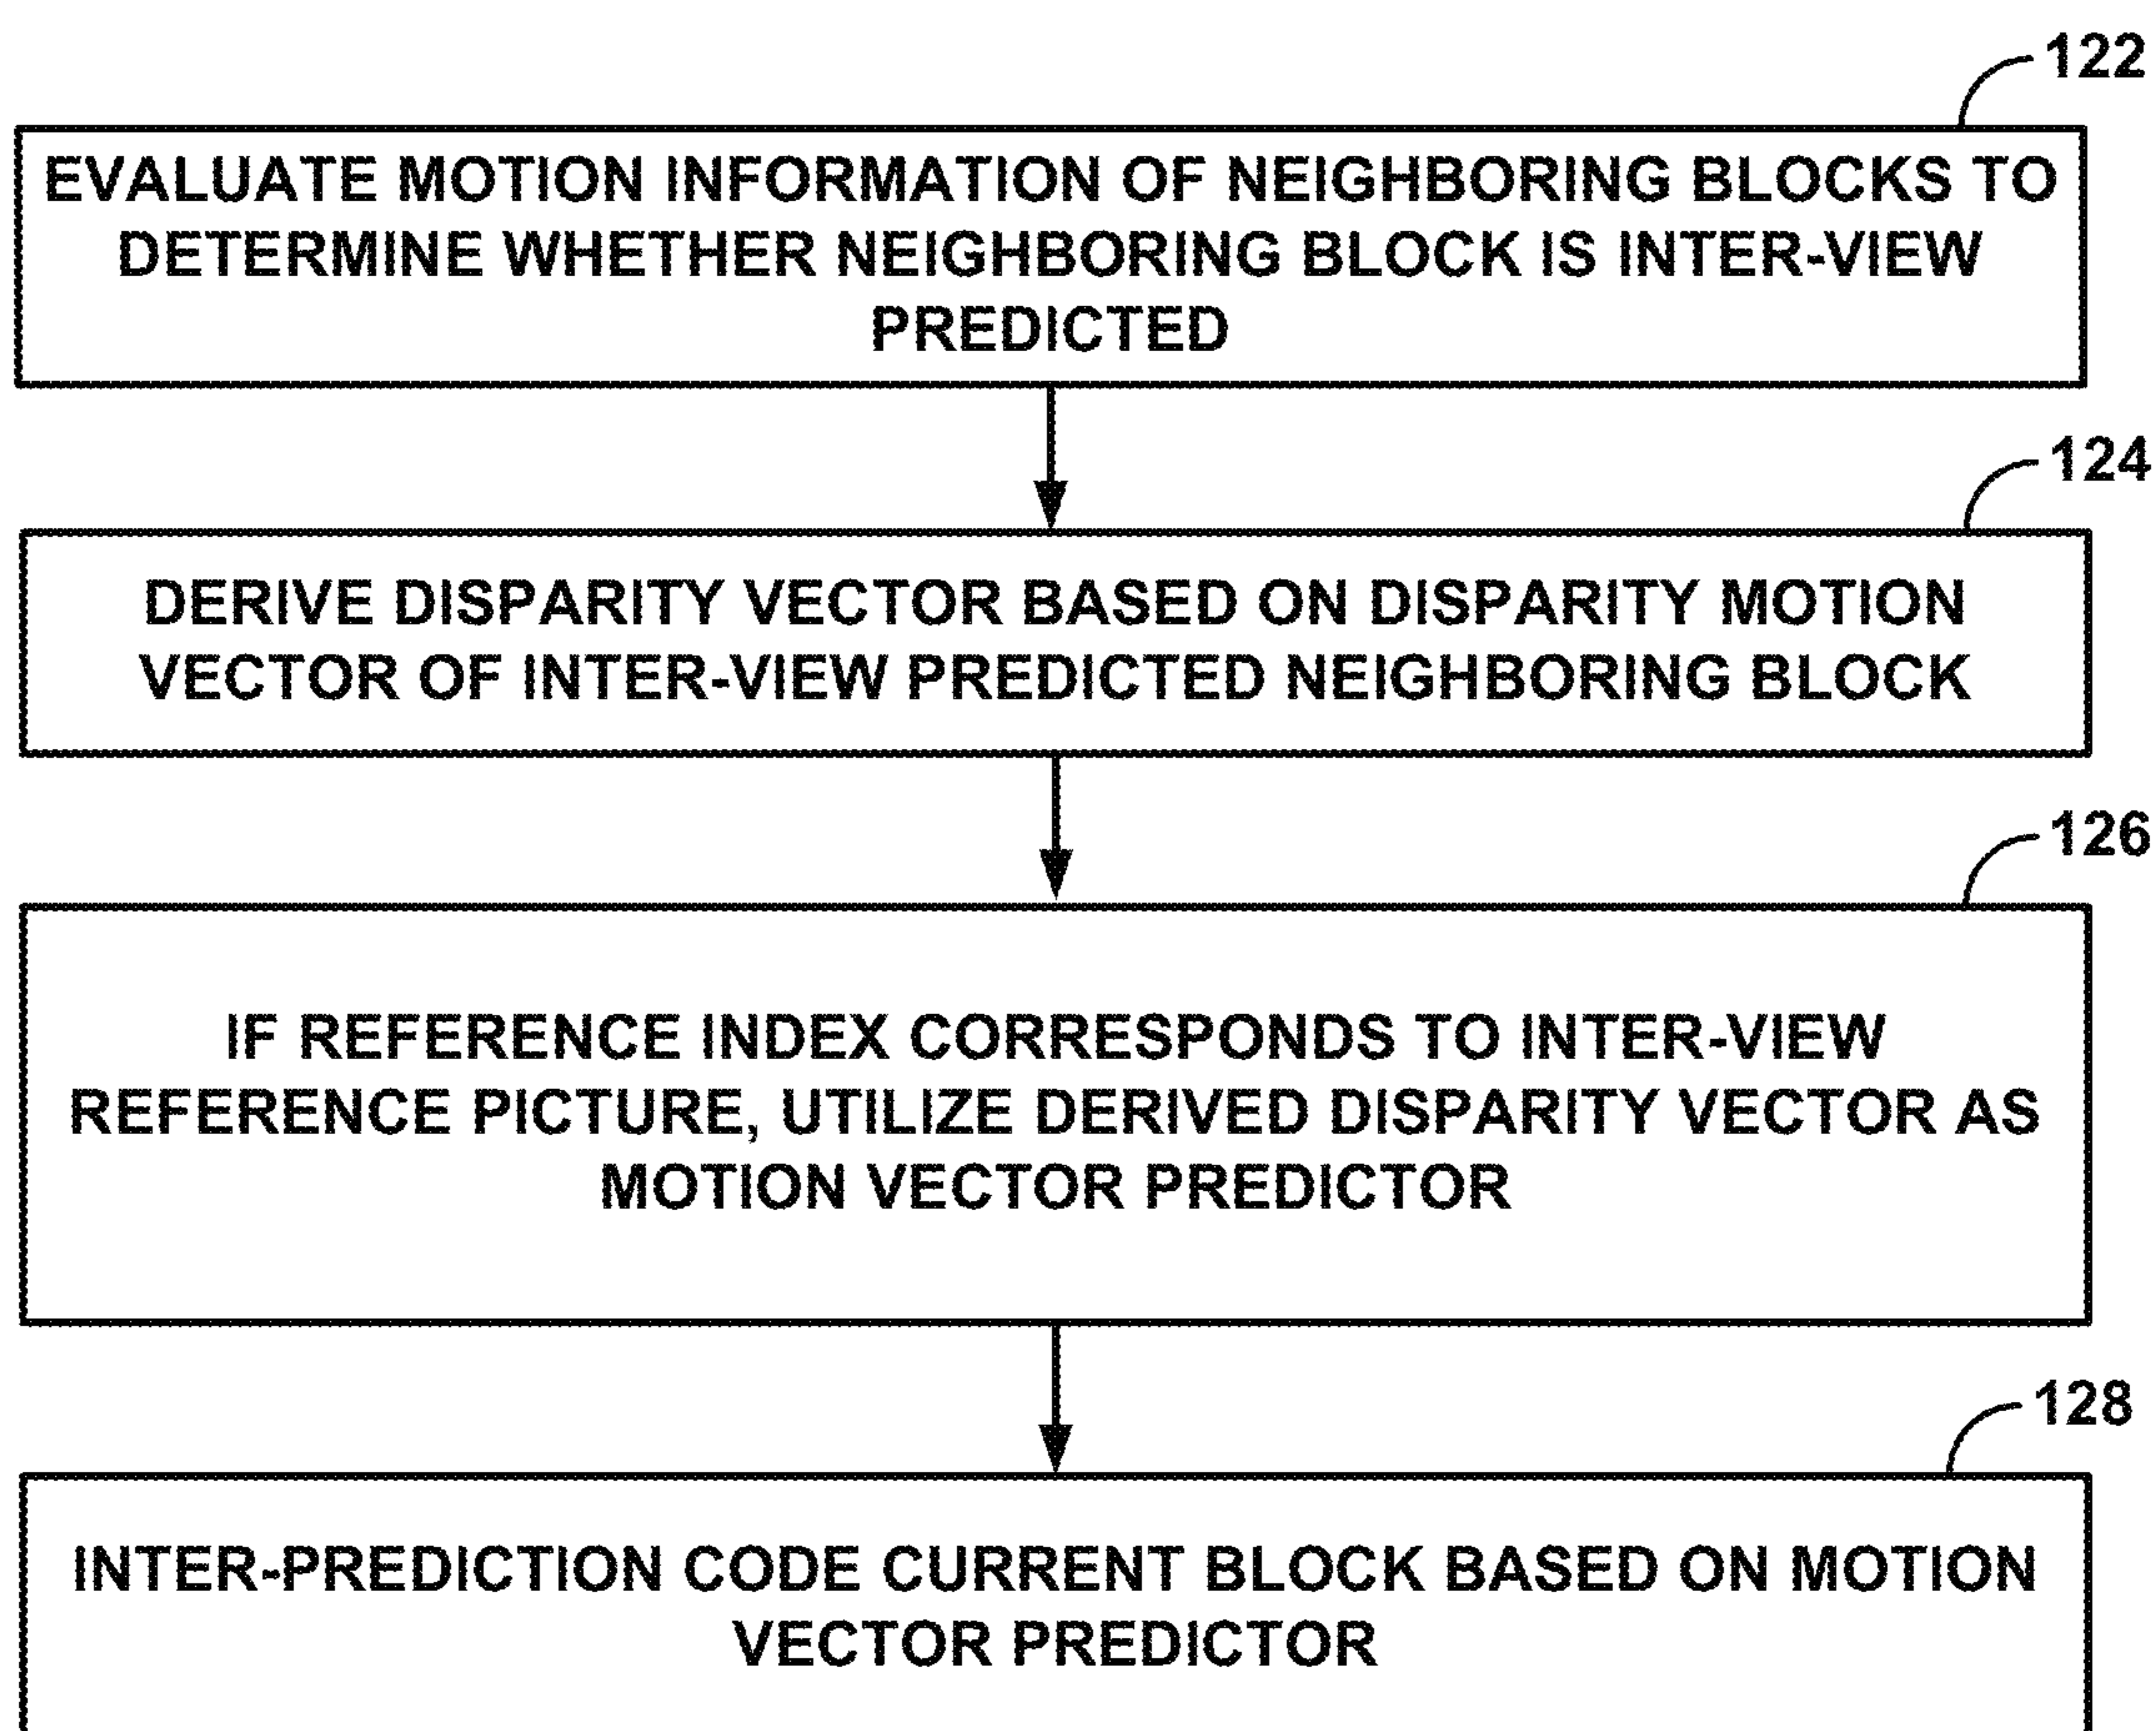 122
EVALUATE MOTION INFORMATION OF NEIGHBORING BLOCKS TO
DETERMINE WHETHER NEIGHBORING BLOCK IS INTER-VIEW
PREDICTED
124
DERIVE DISPARITY VECTOR BASED ON DISPARITY MOTION
VECTOR OF INTER-VIEW PREDICTED NEIGHBORING BLOCK
126
IF REFERENCE INDEX CORRESPONDS TO INTER-VIEW
REFERENCE PICTURE, UTILIZE DERIVED DISPARITY VECTOR AS
MOTION VECTOR PREDICTOR
128
INTER-PREDICTION CODE CURRENT BLOCK BASED ON MOTION
VECTOR PREDICTOR